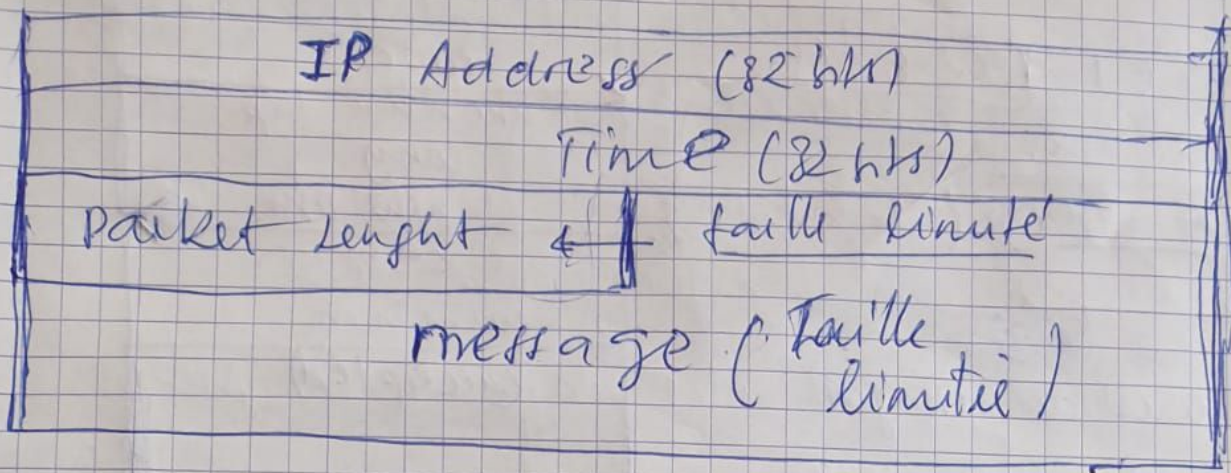 IP Address (32 bits)
Time (32 bits)
Packet Lenght ← taille limité
message (Taille
limitée)